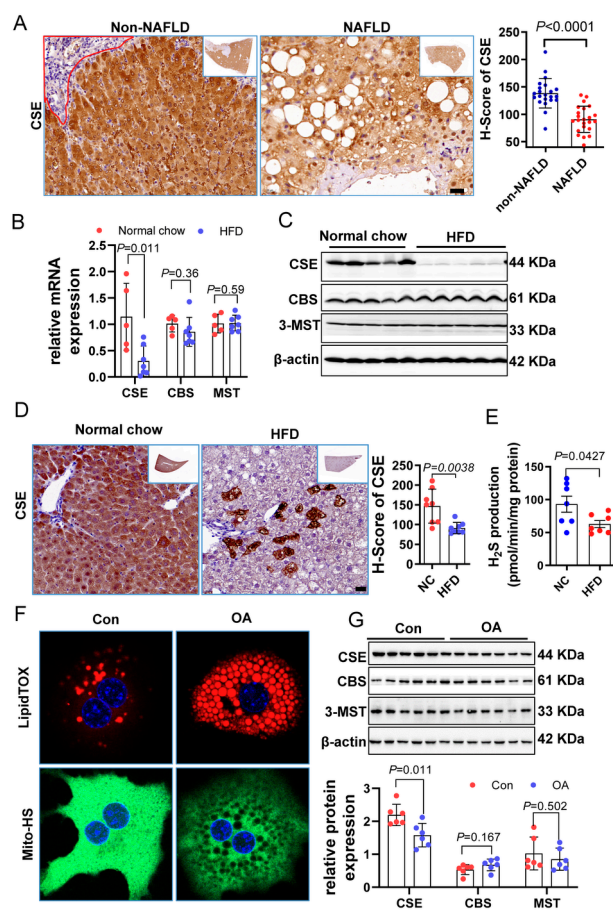 A
Non-NAFLD
NAFLD
CSE
P<0.0001
H-Score of CSE
200
150
100
50
non-NAFLD
NAFLD
B
Normal chow
HFD
P=0.011
P=0.36
P=0.59
relative mRNA
expression
2.5
2.0
1.5
1.0
0.5
0.0
CSE
CBS
MST
C
Normal chow
HFD
CSE
44 KDa
CBS
61 KDa
3-MST
33 KDa
β-actin
42 KDa
D
Normal chow
HFD
CSE
P=0.0038
H-Score of CSE
250
200
150
100
50
0
NC
HFD
E
P=0.0427
H₂S production
(pmol/min/mg protein)
150
100
50
0
NC
HFD
F
Con
OA
LipidTOX
Mito-HS
G
Con
OA
CSE
44 KDa
CBS
61 KDa
3-MST
33 KDa
β-actin
42 KDa
Con
OA
P=0.011
P=0.167
P=0.502
relative protein
expression
3
2
1
0
CSE
CBS
MST